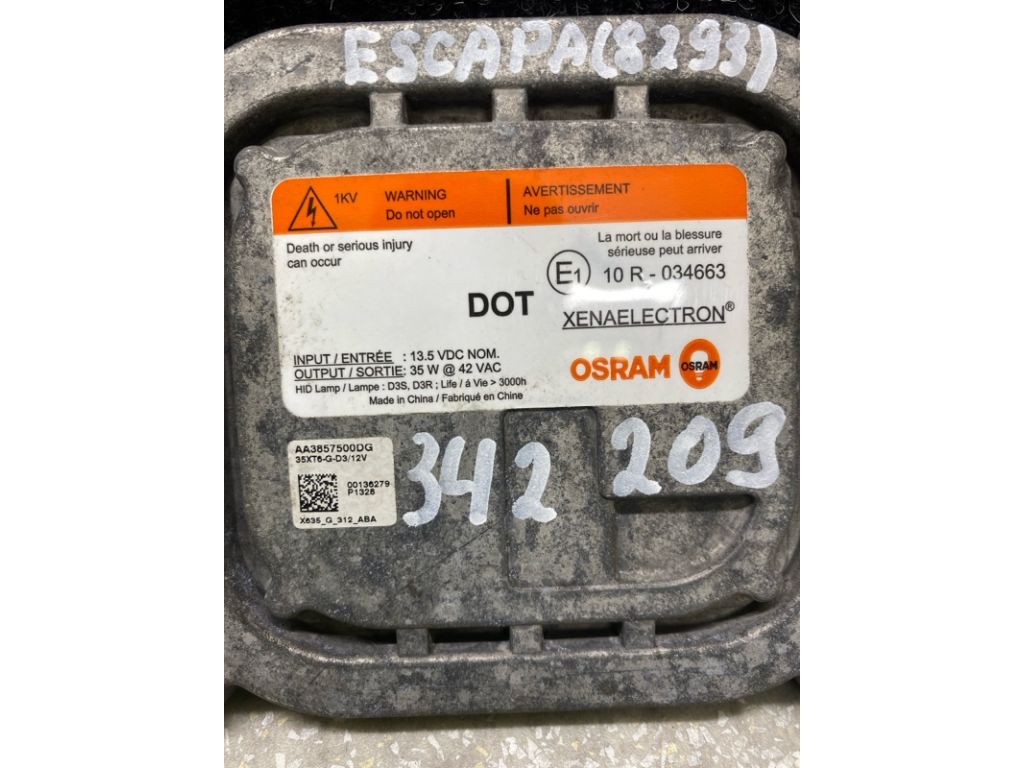 ESCAPA(8293)
1KV
WARNING
Do not open
AVERTISSEMENT
Ne pas ouvrir
Death or serious injury
can occur
La mort ou la blessure
sérieuse peut arriver
E1 10 R - 034663
DOT
XENAELECTRON®
INPUT / ENTRÉE : 13.5 VDC NOM.
OUTPUT / SORTIE: 35 W @ 42 VAC
HID Lamp / Lampe : D3S, D3R ; Life / á Vie > 3000h
Made in China / Fabriqué en Chine
OSRAM OSRAM
AA3857500DG
35XT6-G-D3/12V
00136279
P1328
X635_G_312_ABA
342 209